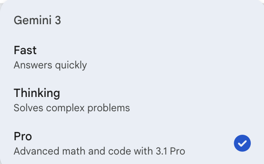 Gemini 3
Fast
Answers quickly
Thinking
Solves complex problems
Pro
Advanced math and code with 3.1 Pro